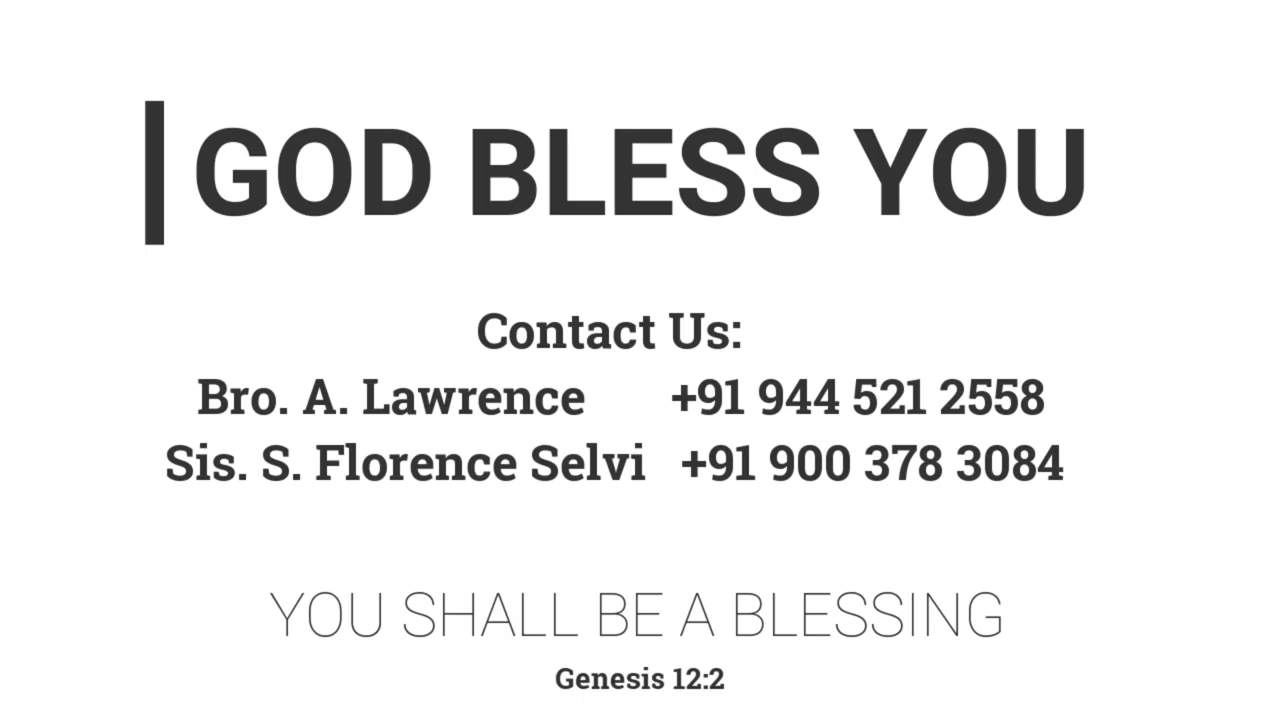 GOD BLESS YOU
Contact Us:
Bro. A. Lawrence +91 944 521 2558
Sis. S. Florence Selvi +91 900 378 3084
YOU SHALL BE A BLESSING
Genesis 12:2